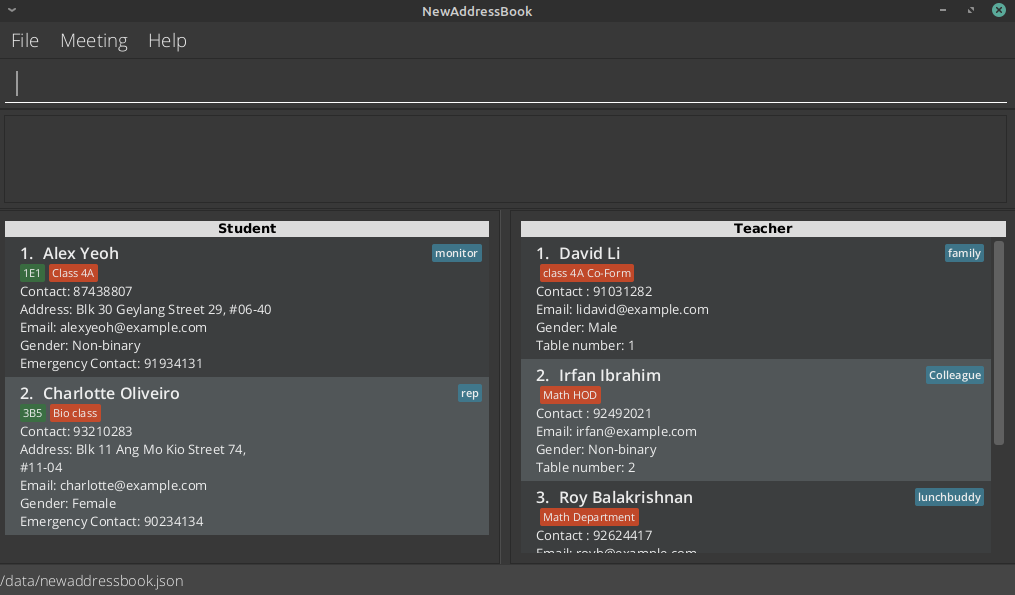 NewAddressBook
File Meeting Help
Student
1. Alex Yeoh monitor
1E1 Class 4A
Contact: 87438807
Address: Blk 30 Geylang Street 29, #06-40
Email: alexyeoh@example.com
Gender: Non-binary
Emergency Contact: 91934131
2. Charlotte Oliveiro rep
3B5 Bio class
Contact: 93210283
Address: Blk 11 Ang Mo Kio Street 74,
#11-04
Email: charlotte@example.com
Gender: Female
Emergency Contact: 90234134
Teacher
1. David Li family
class 4A Co-Form
Contact : 91031282
Email: lidavid@example.com
Gender: Male
Table number: 1
2. Irfan Ibrahim Colleague
Math HOD
Contact : 92492021
Email: irfan@example.com
Gender: Non-binary
Table number: 2
3. Roy Balakrishnan lunchbuddy
Math Department
Contact : 92624417
Email: royb@example.com
/data/newaddressbook.json